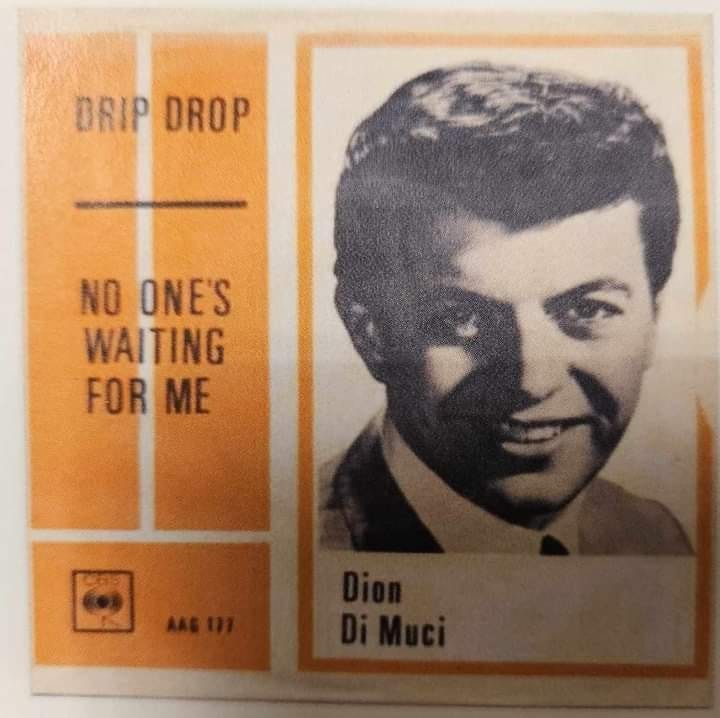 DRIP DROP
NO ONE'S
WAITING
FOR ME
CBS
AAG 177
Dion
Di Muci